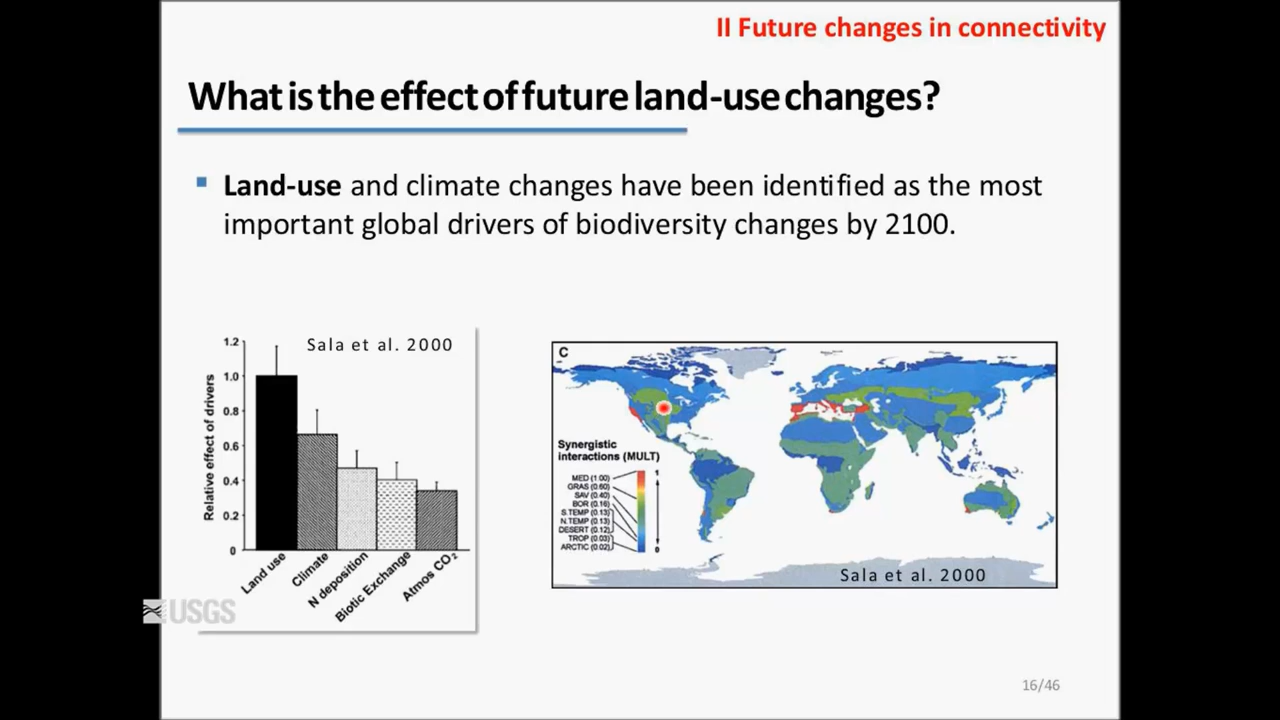 II Future changes in connectivity
What is the effect of future land-use changes?
Land-use and climate changes have been identified as the most
important global drivers of biodiversity changes by 2100.
Sala et al. 2000
Relative effect of drivers
1.2
1.0
0.8
0.6
0.4
0.2
0
Land use
Climate
N deposition
Biotic Exchange
Atmos CO₂
C
Synergistic
interactions (MULT)
MED (1.00)
GRAS (0.60)
SAV (0.40)
BOR (0.16)
S.TEMP (0.13)
N.TEMP (0.13)
DESERT (0.12)
TROP (0.03)
ARCTIC (0.02)
1
0
Sala et al. 2000
USGS
16/46